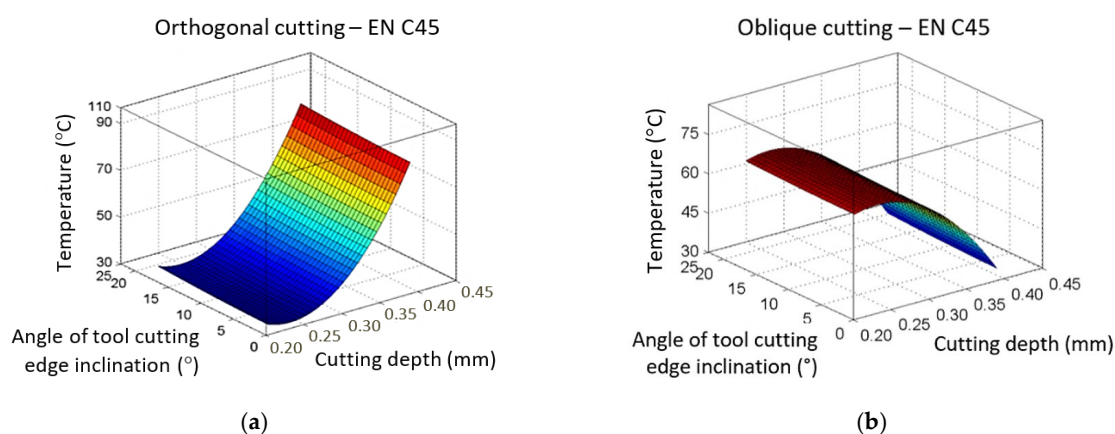 Orthogonal cutting – EN C45
110
90
70
50
30
Temperature (°C)
25
20
15
10
5
0
0.20
0.25
0.30
0.35
0.40
0.45
Angle of tool cutting
edge inclination (°)
Cutting depth (mm)
(a)
Oblique cutting – EN C45
75
60
45
30
Temperature (°C)
25
20
15
10
5
0
0.20
0.25
0.30
0.35
0.40
0.45
Angle of tool cutting
edge inclination (°)
Cutting depth (mm)
(b)